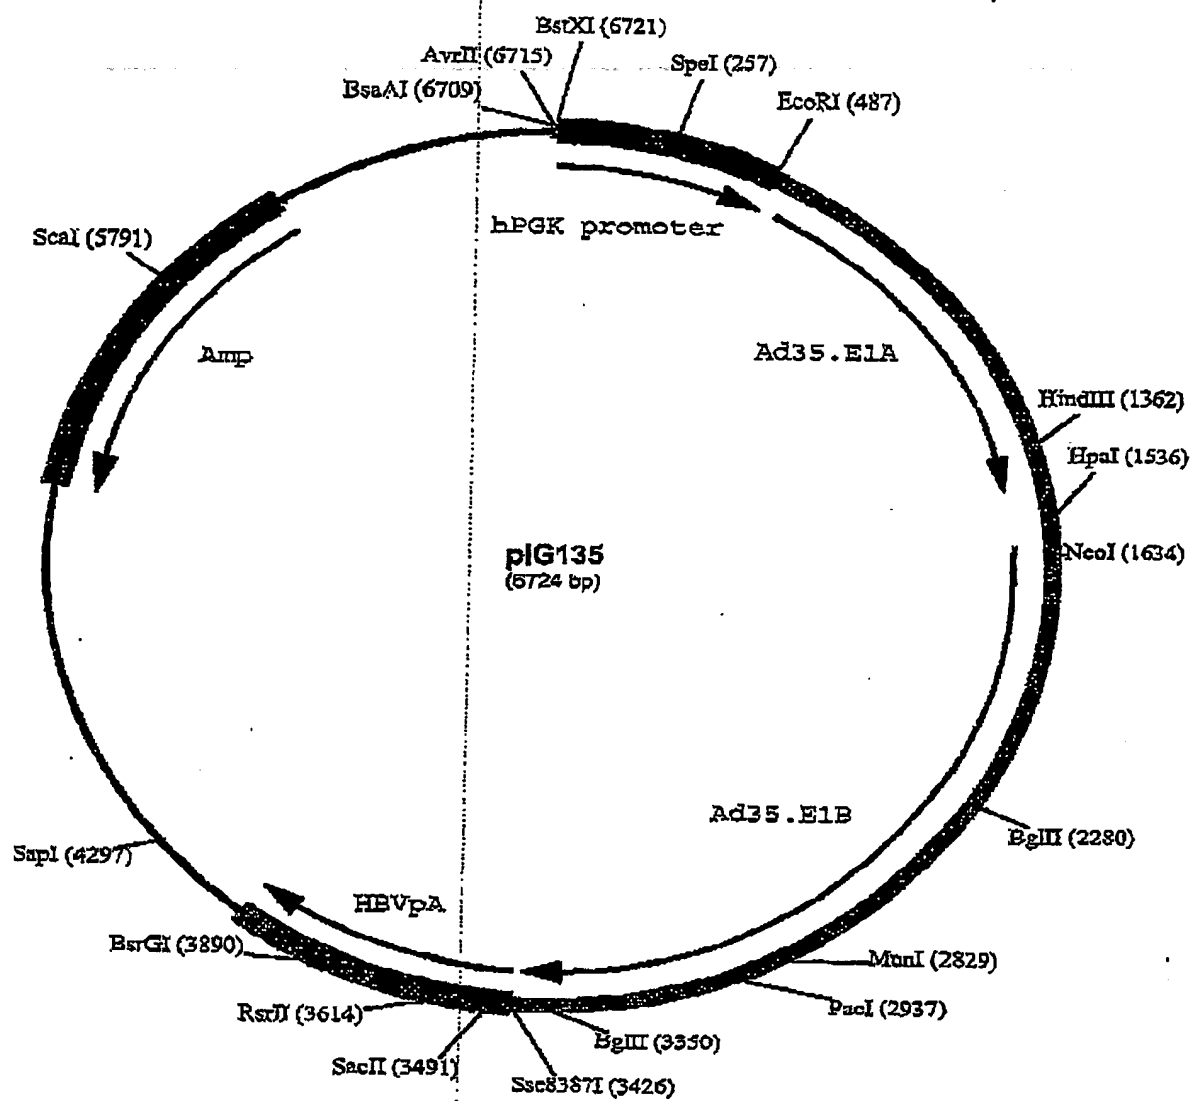 BstXI (6721)
AvrII (6715)
SpeI (257)
BsaAI (6709)
EcoRI (487)
hPGK promoter
ScaI (5791)
Amp
Ad35.E1A
HindIII (1362)
HpaI (1536)
pIG135
(6724 bp)
NcoI (1634)
Ad35.E1B
BglII (2280)
SapI (4297)
HBVpA
BsrGI (3890)
MunI (2829)
RsrII (3614)
PacI (2937)
BglII (3350)
SacII (3491)
Sse8387I (3426)